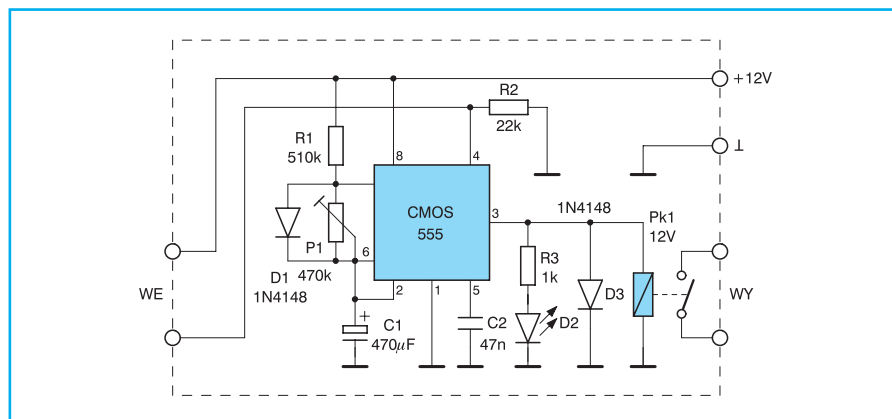 +12V
R2
22k
⊥
R1
510k
8
4
CMOS
555
3
1N4148
Pk1
12V
P1
470k
6
R3
1k
D1
1N4148
WE
2
1
5
D3
WY
+
C1
470µF
C2
47n
D2